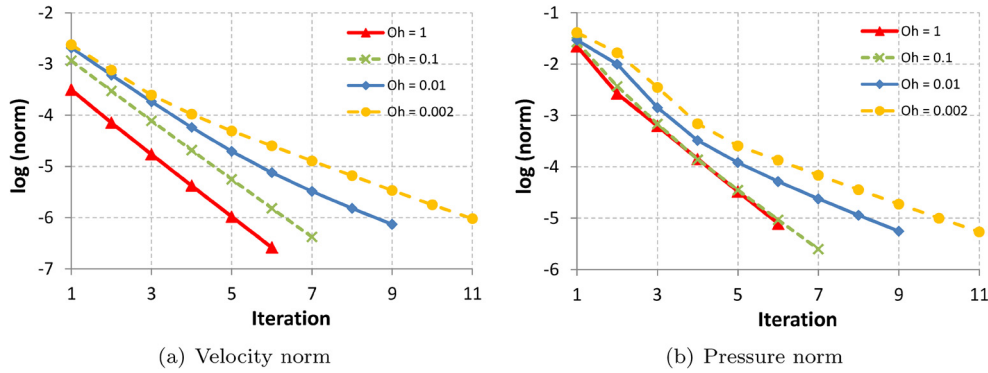 -2
-3
-4
-5
-6
-7
log (norm)
1 3 5 7 9 11
Iteration
Oh = 1
Oh = 0.1
Oh = 0.01
Oh = 0.002
(a) Velocity norm
-1
-2
-3
-4
-5
-6
log (norm)
1 3 5 7 9 11
Iteration
Oh = 1
Oh = 0.1
Oh = 0.01
Oh = 0.002
(b) Pressure norm